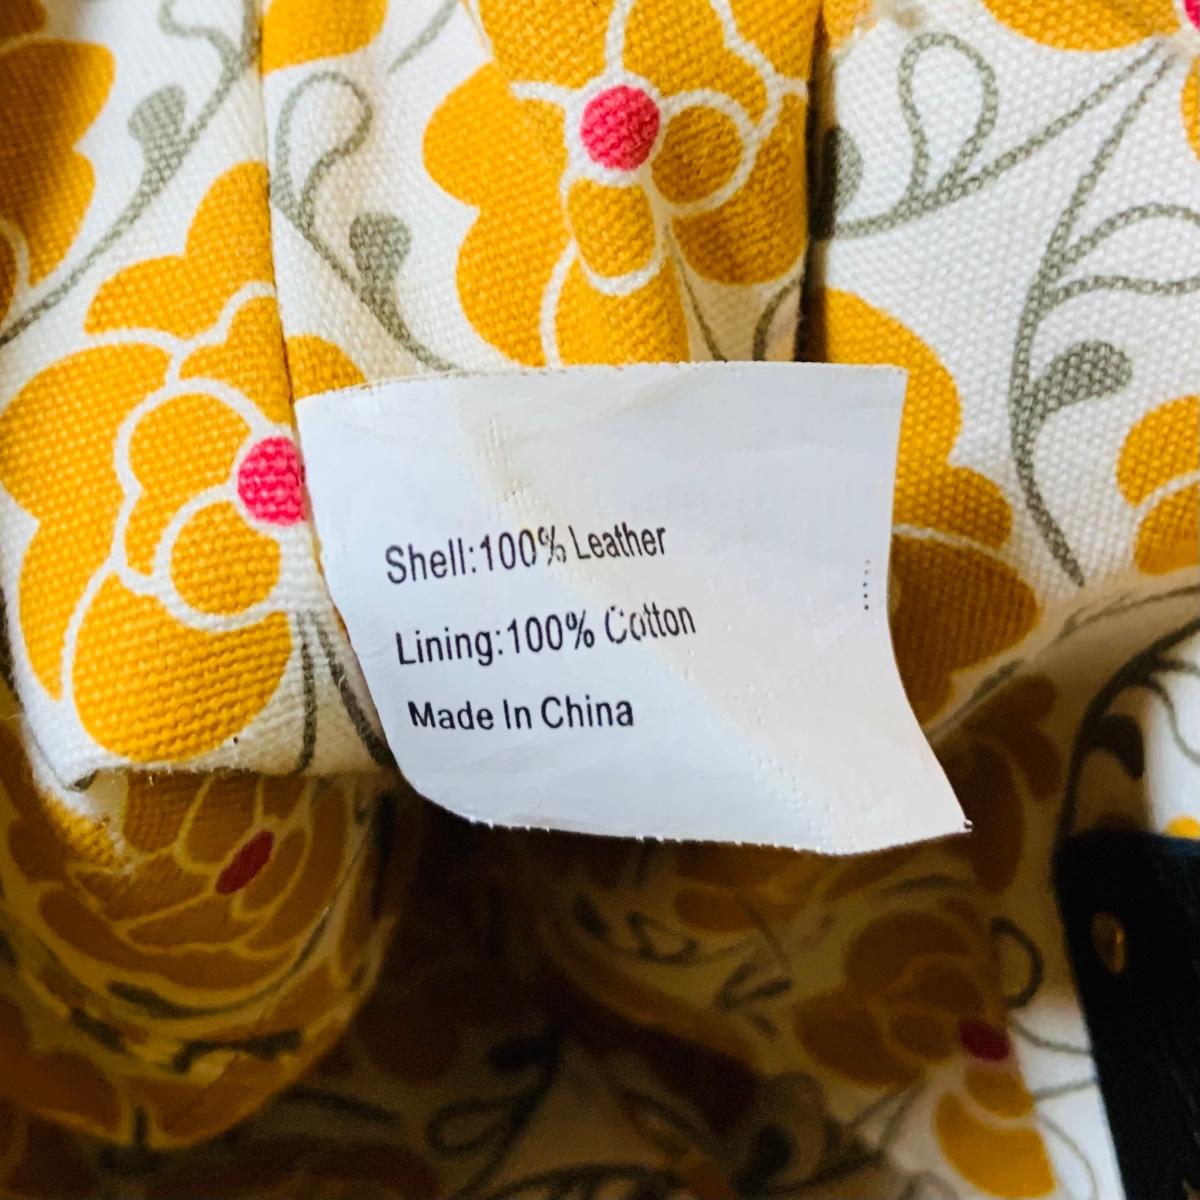 Shell:100% Leather
Lining:100% Cotton
Made In China